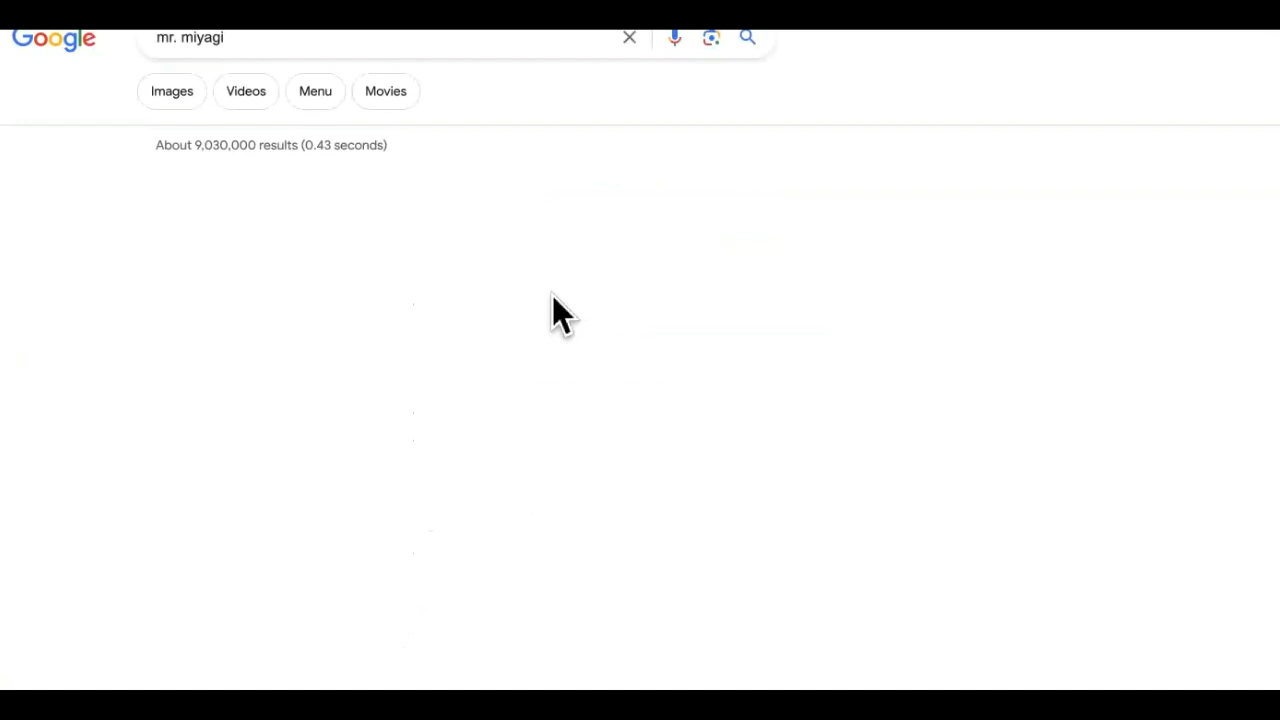 Google mr. miyagi
Images Videos Menu Movies
About 9,030,000 results (0.43 seconds)